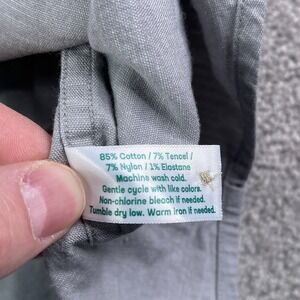 85% Cotton / 7% Tencel /
7% Nylon / 1% Elastane
Machine wash cold.
Gentle cycle with like colors.
Non-chlorine bleach if needed.
Tumble dry low. Warm iron if needed.